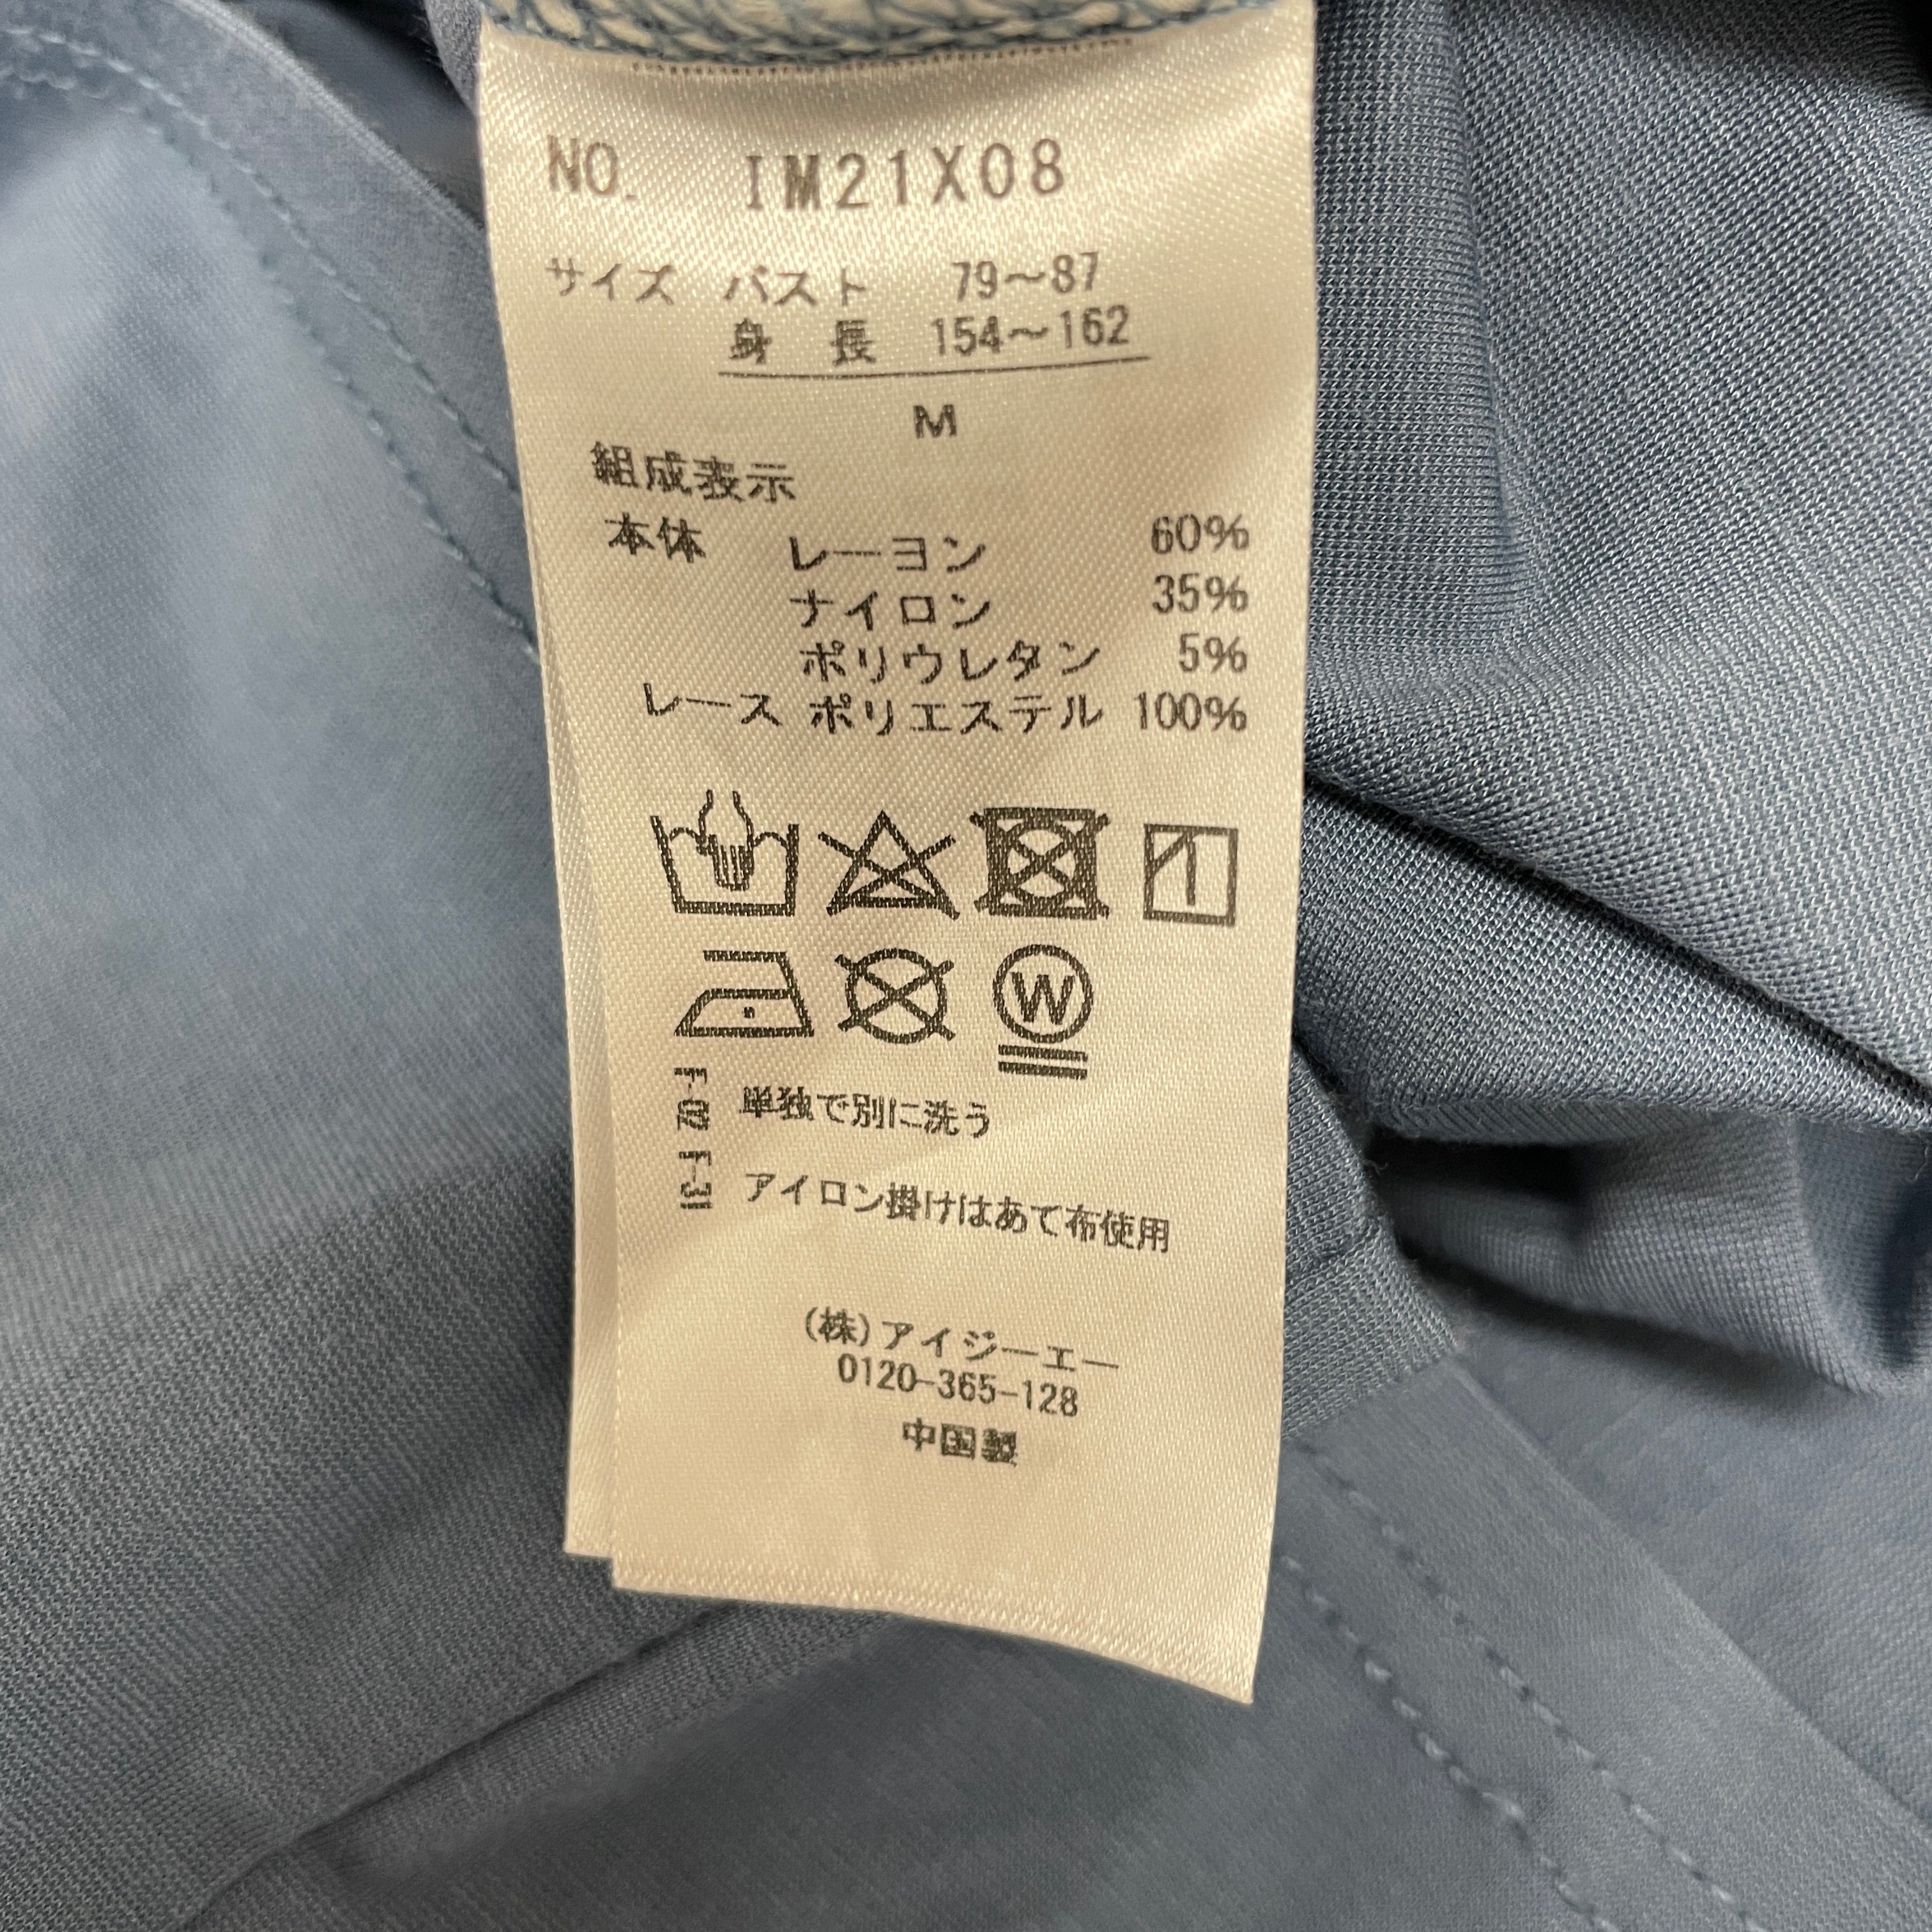 NO. IM21X08
サイズ バスト 79～87
身 長 154～162
M
組成表示
本体 レーヨン 60%
ナイロン 35%
ポリウレタン 5%
レース ポリエステル 100%
W
単独で別に洗う
F-31 アイロン掛けはあて布使用
(株)アイジーエー
0120-365-128
中国製